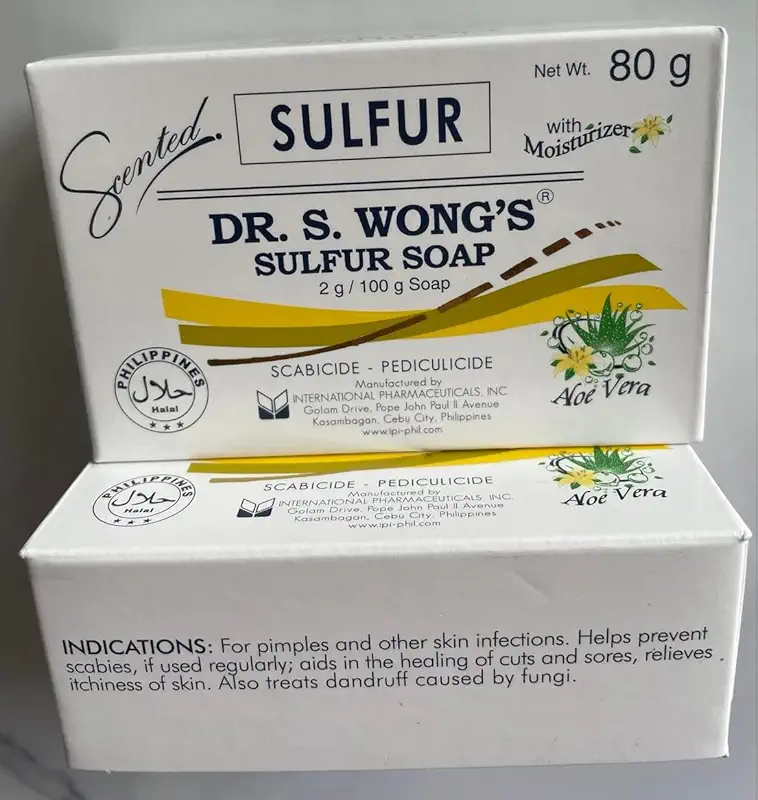 Net Wt. 80 g
Scented
SULFUR
with
Moisturizer
DR. S. WONG'S®
SULFUR SOAP
2 g / 100 g Soap
PHILIPPINES
حلال
Halal
SCABICIDE - PEDICULICIDE
Manufactured by
INTERNATIONAL PHARMACEUTICALS, INC.
Golam Drive, Pope John Paul II Avenue
Kasambagan, Cebu City, Philippines
www.ipi-phil.com
Aloe Vera
PHILIPPINES
حلال
Halal
SCABICIDE - PEDICULICIDE
Manufactured by
INTERNATIONAL PHARMACEUTICALS, INC.
Golam Drive, Pope John Paul II Avenue
Kasambagan, Cebu City, Philippines
www.ipi-phil.com
Aloe Vera
INDICATIONS: For pimples and other skin infections. Helps prevent
scabies, if used regularly; aids in the healing of cuts and sores, relieves
itchiness of skin. Also treats dandruff caused by fungi.